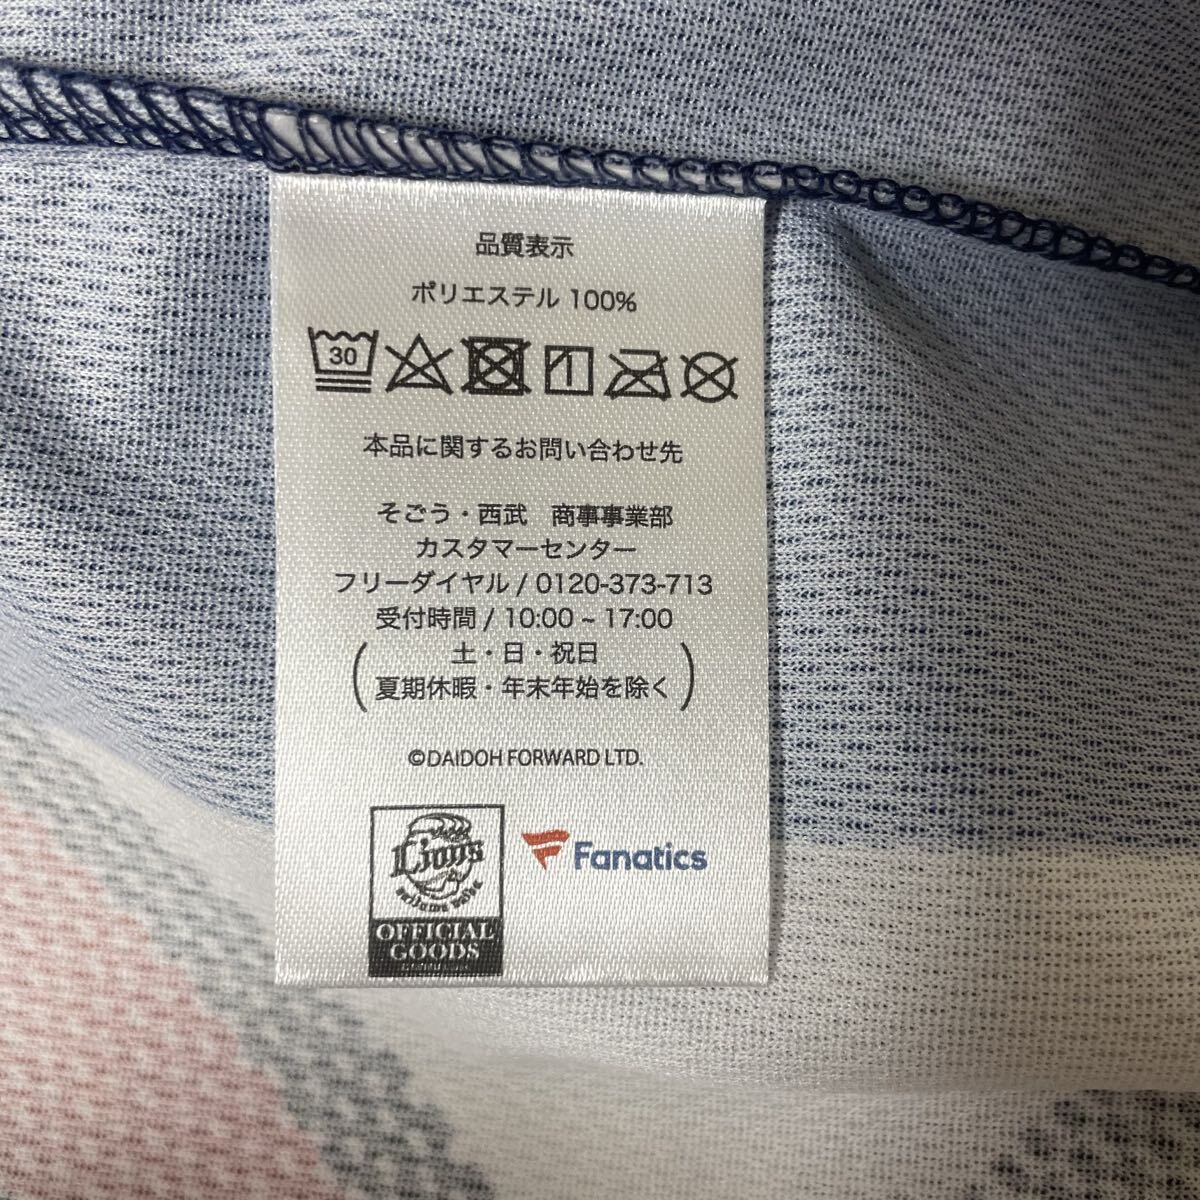 品質表示
ポリエステル 100%
30
本品に関するお問い合わせ先
そごう・西武　商事事業部
カスタマーセンター
フリーダイヤル / 0120-373-713
受付時間 / 10:00 ~ 17:00
(土・日・祝日
夏期休暇・年末年始を除く)
©DAIDOH FORWARD LTD.
Lions
OFFICIAL
GOODS
Fanatics